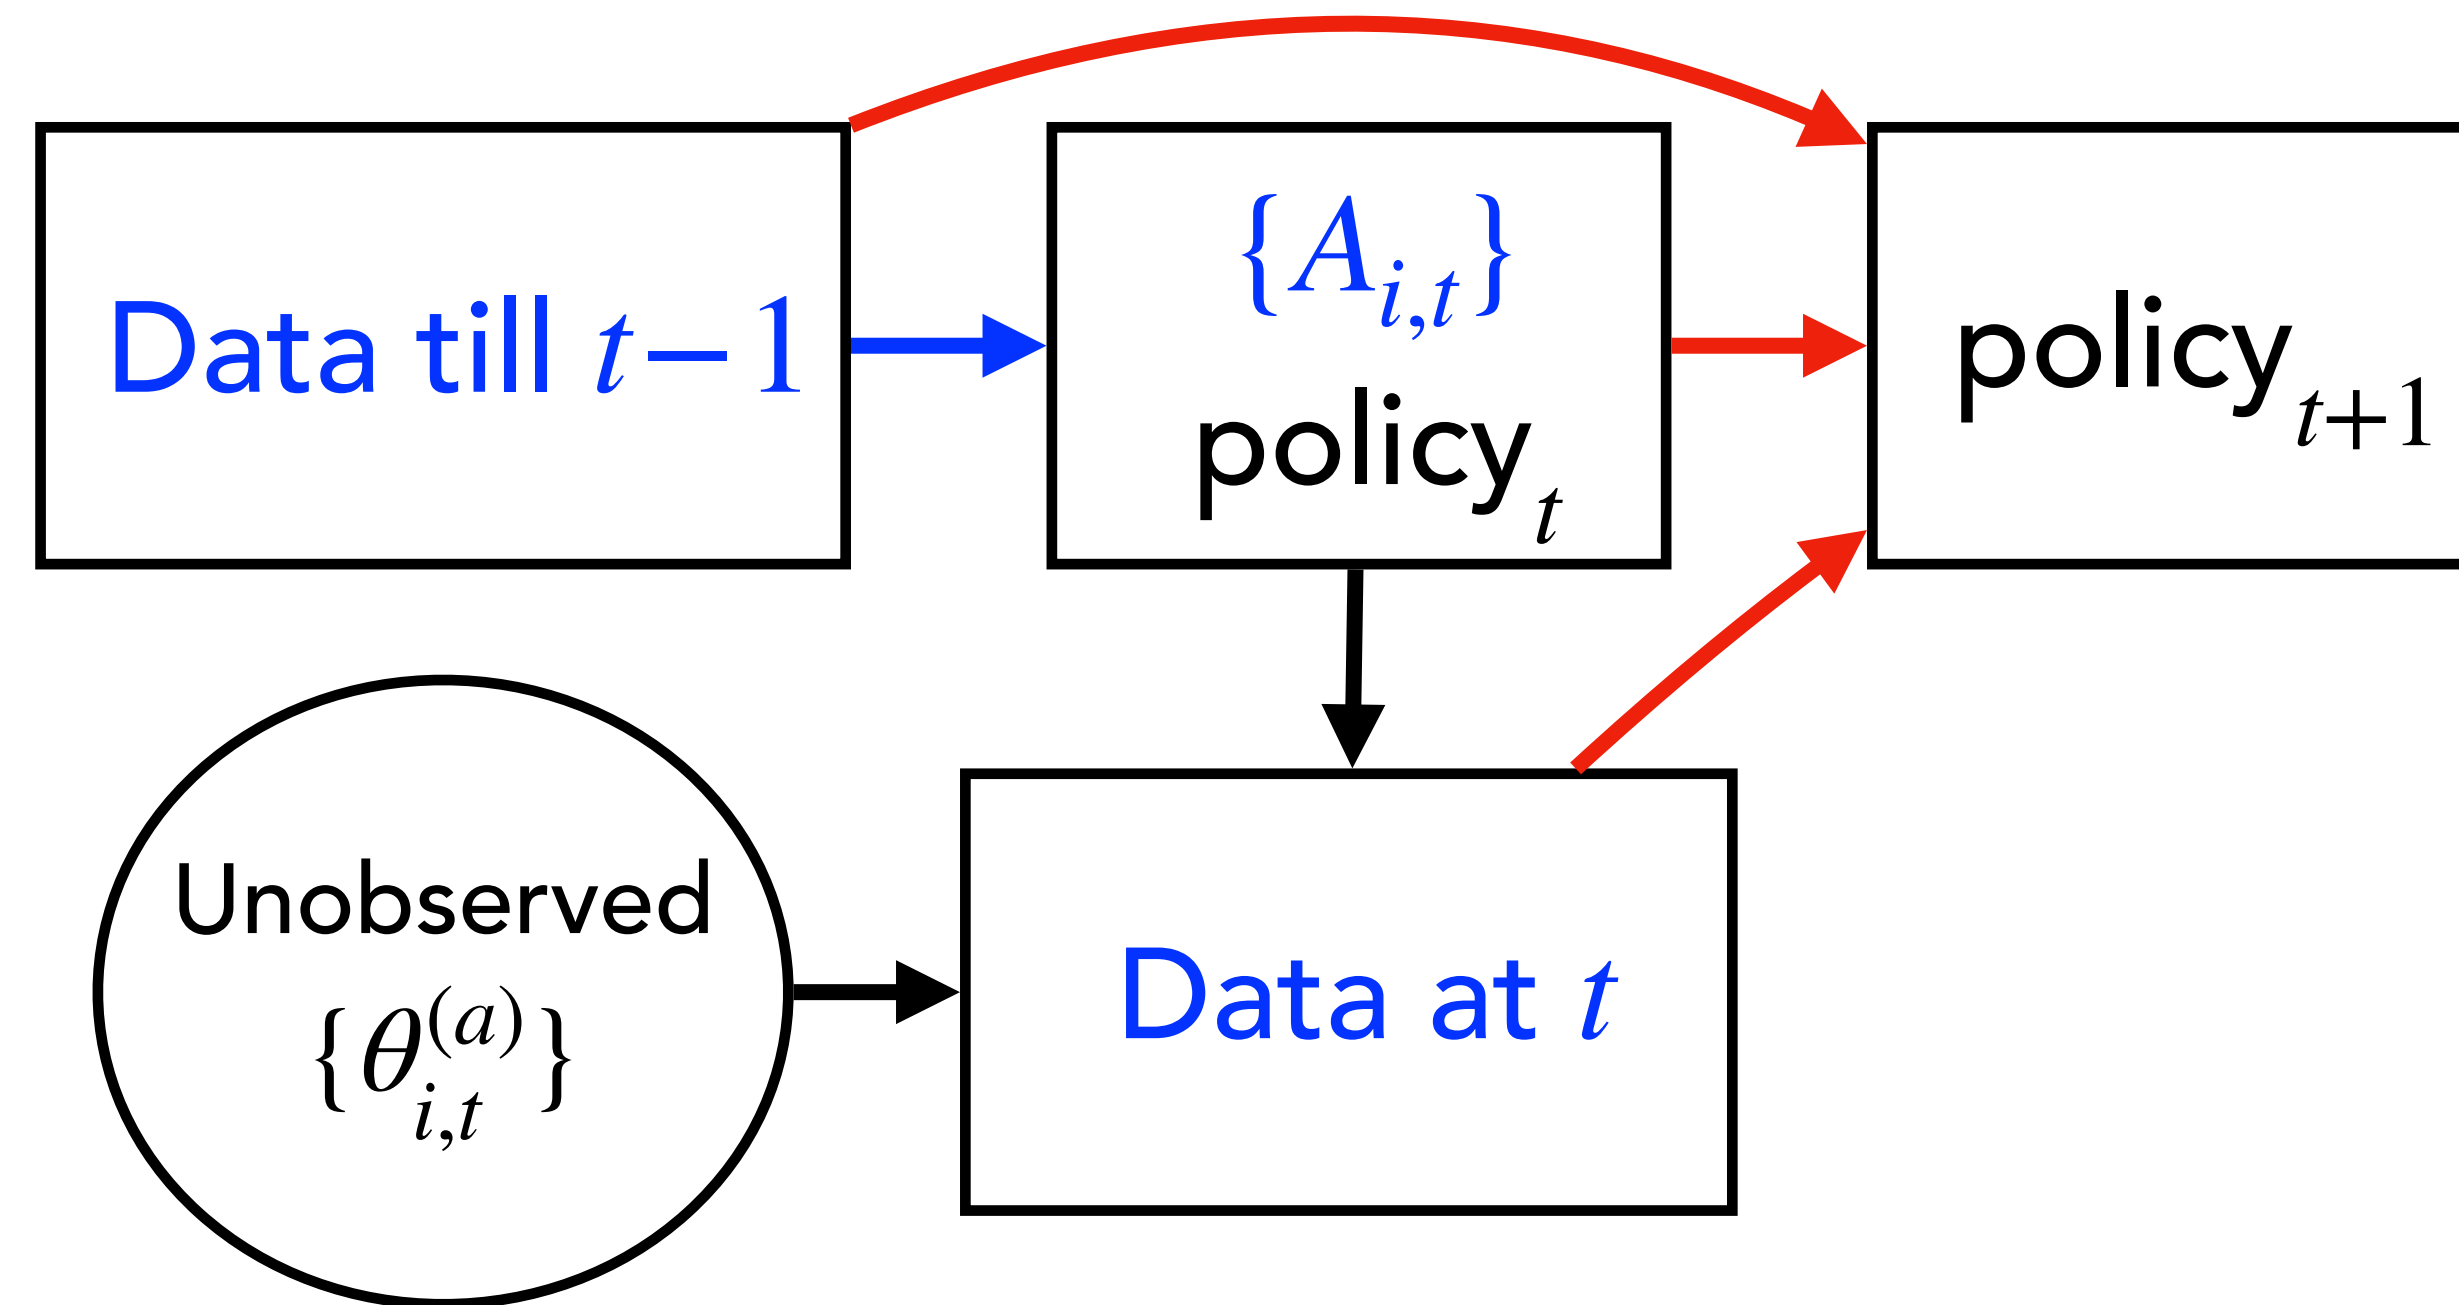 Data till t − 1
{A_{i,t}}
policy_t
policy_{t+1}
Unobserved
{θ_{i,t}^{(a)}}
Data at t